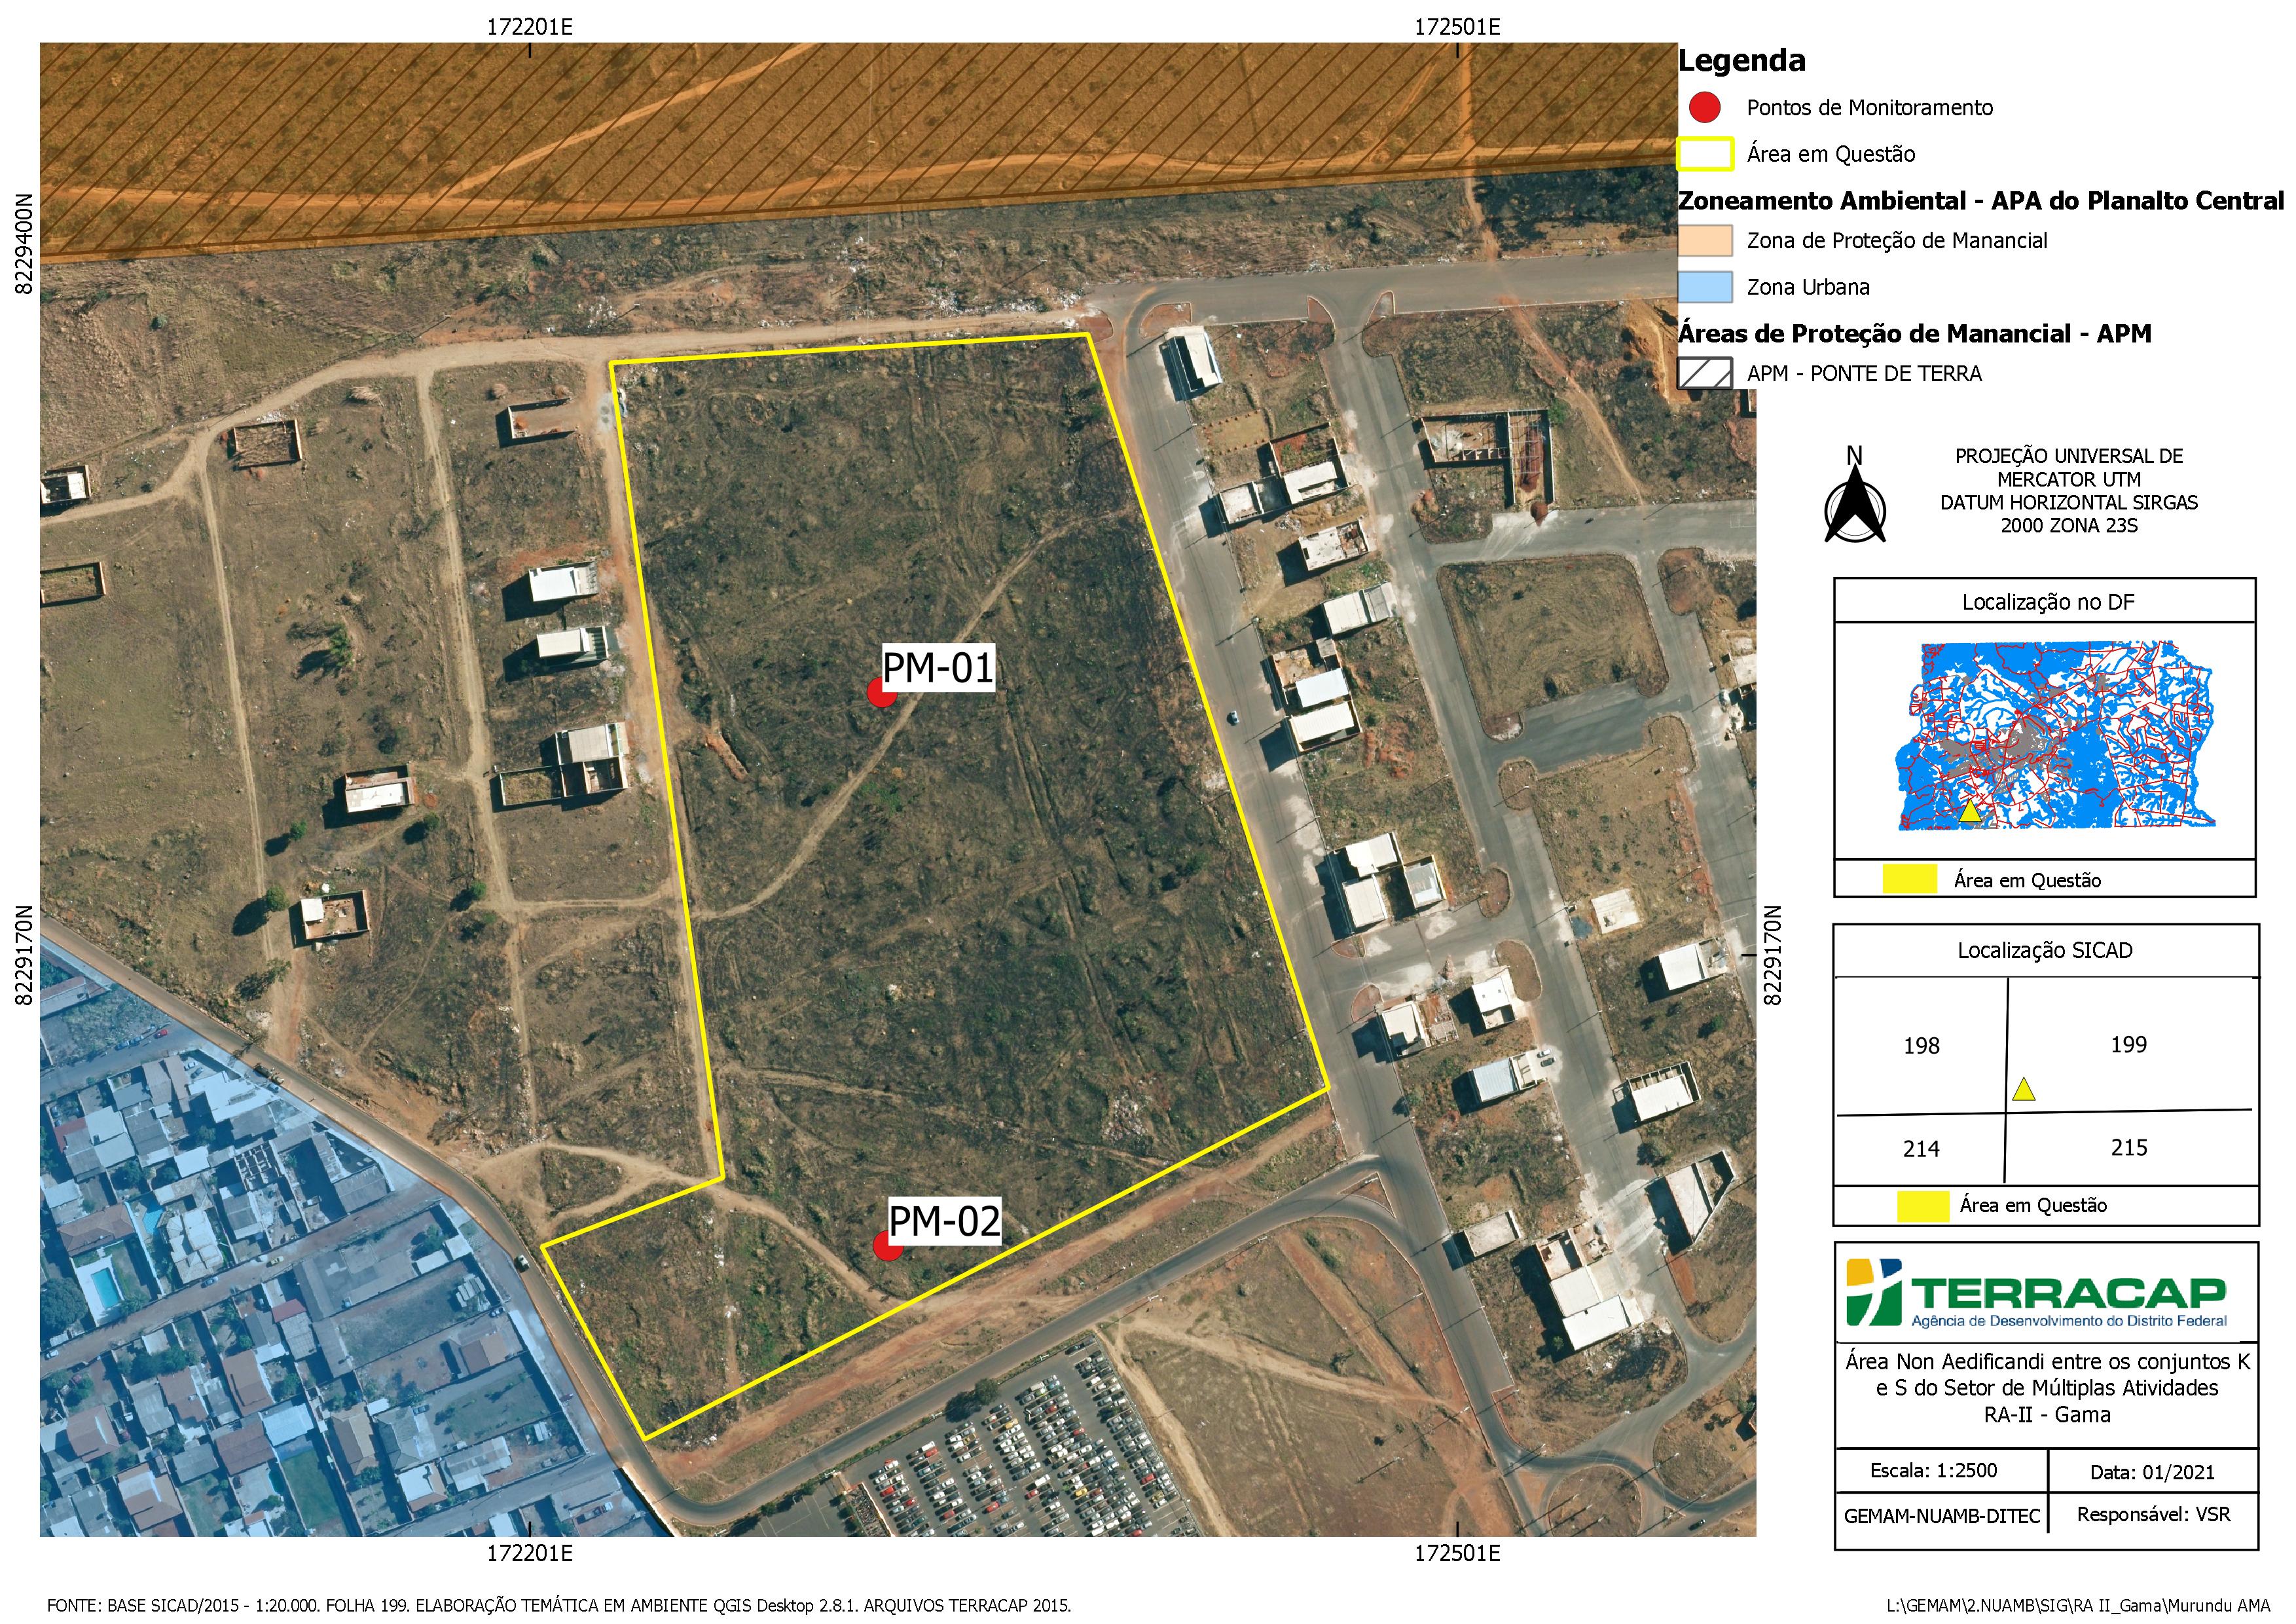 172201E
172501E
8229400N
8229170N
8229170N
172201E
172501E
PM-01
PM-02
Legenda
Pontos de Monitoramento
Área em Questão
Zoneamento Ambiental - APA do Planalto Central
Zona de Proteção de Manancial
Zona Urbana
Áreas de Proteção de Manancial - APM
APM - PONTE DE TERRA
N
PROJEÇÃO UNIVERSAL DE
MERCATOR UTM
DATUM HORIZONTAL SIRGAS
2000 ZONA 23S
Localização no DF
Área em Questão
Localização SICAD
198
199
214
215
Área em Questão
TERRACAP
Agência de Desenvolvimento do Distrito Federal
Área Non Aedificandi entre os conjuntos K
e S do Setor de Múltiplas Atividades
RA-II - Gama
Escala: 1:2500
Data: 01/2021
GEMAM-NUAMB-DITEC
Responsável: VSR
FONTE: BASE SICAD/2015 - 1:20.000. FOLHA 199. ELABORAÇÃO TEMÁTICA EM AMBIENTE QGIS Desktop 2.8.1. ARQUIVOS TERRACAP 2015.
L:\GEMAM\2.NUAMB\SIG\RA II_Gama\Murundu AMA